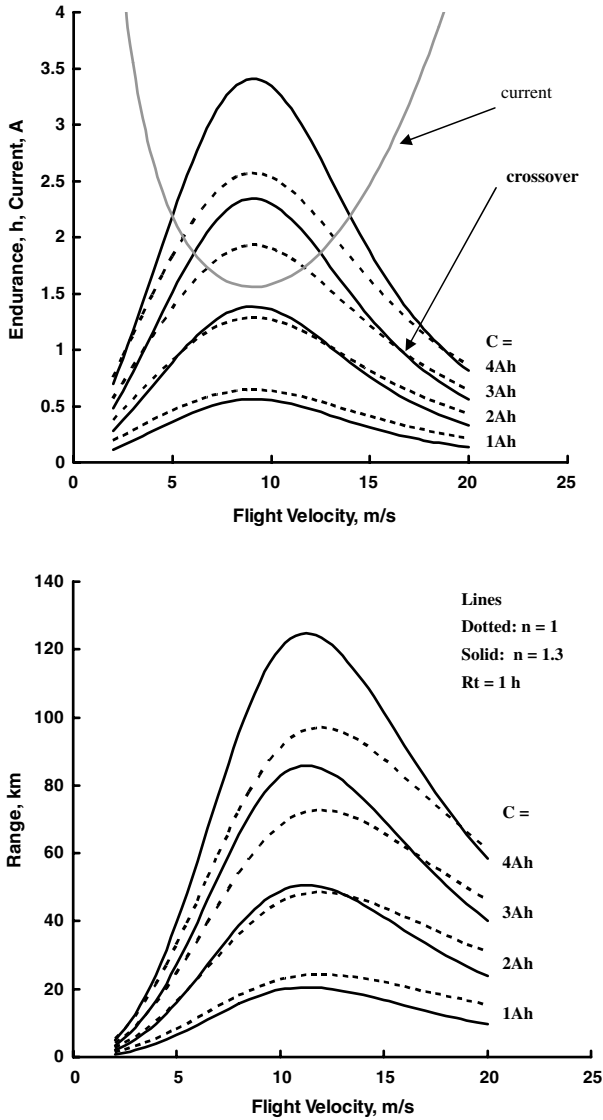 4
3.5
3
2.5
2
1.5
1
0.5
0
0
5
10
15
20
25
Endurance, h, Current, A
Flight Velocity, m/s
current
crossover
C =
4Ah
3Ah
2Ah
1Ah
140
120
100
80
60
40
20
0
0
5
10
15
20
25
Range, km
Flight Velocity, m/s
Lines
Dotted: n = 1
Solid: n = 1.3
Rt = 1 h
C =
4Ah
3Ah
2Ah
1Ah